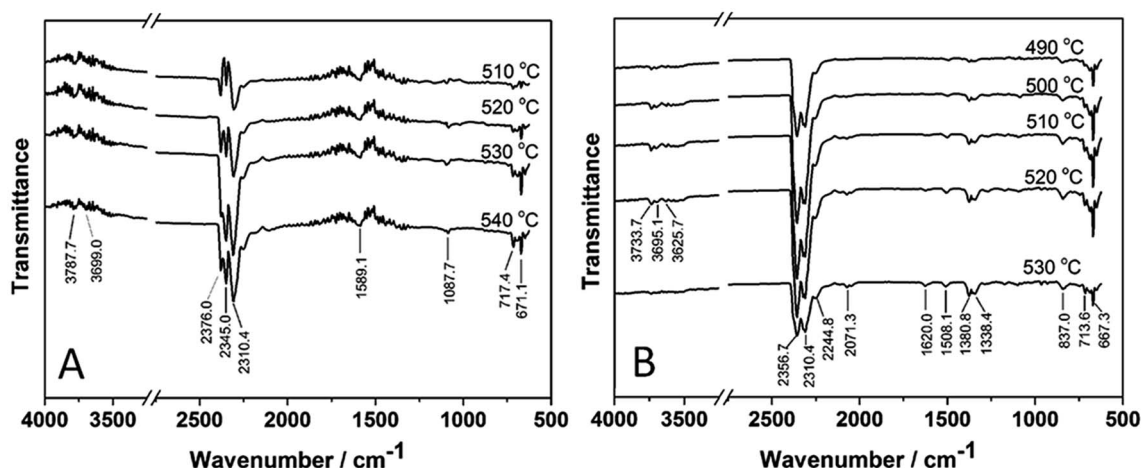 510 °C
520 °C
530 °C
540 °C
3787.7
3699.0
2376.0
2345.0
2310.4
1589.1
1087.7
717.4
671.1
A
Transmittance
4000 3500 2500 2000 1500 1000 500
Wavenumber / cm-1
490 °C
500 °C
510 °C
520 °C
530 °C
3733.7
3695.1
3625.7
2356.7
2310.4
2244.8
2071.3
1620.0
1508.1
1380.8
1338.4
837.0
713.6
667.3
B
Transmittance
4000 3500 2500 2000 1500 1000 500
Wavenumber / cm-1